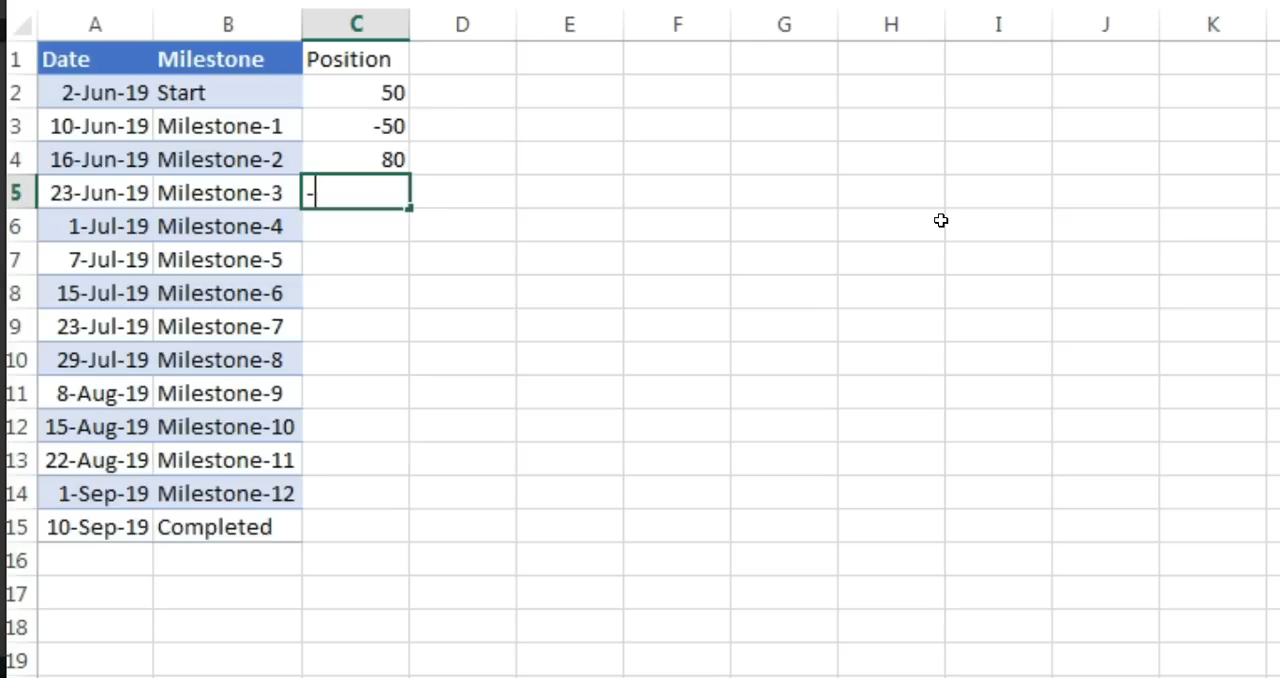 A B C D E F G H I J K
1 Date Milestone Position
2 2-Jun-19 Start 50
3 10-Jun-19 Milestone-1 -50
4 16-Jun-19 Milestone-2 80
5 23-Jun-19 Milestone-3 -
6 1-Jul-19 Milestone-4
7 7-Jul-19 Milestone-5
8 15-Jul-19 Milestone-6
9 23-Jul-19 Milestone-7
10 29-Jul-19 Milestone-8
11 8-Aug-19 Milestone-9
12 15-Aug-19 Milestone-10
13 22-Aug-19 Milestone-11
14 1-Sep-19 Milestone-12
15 10-Sep-19 Completed
16
17
18
19